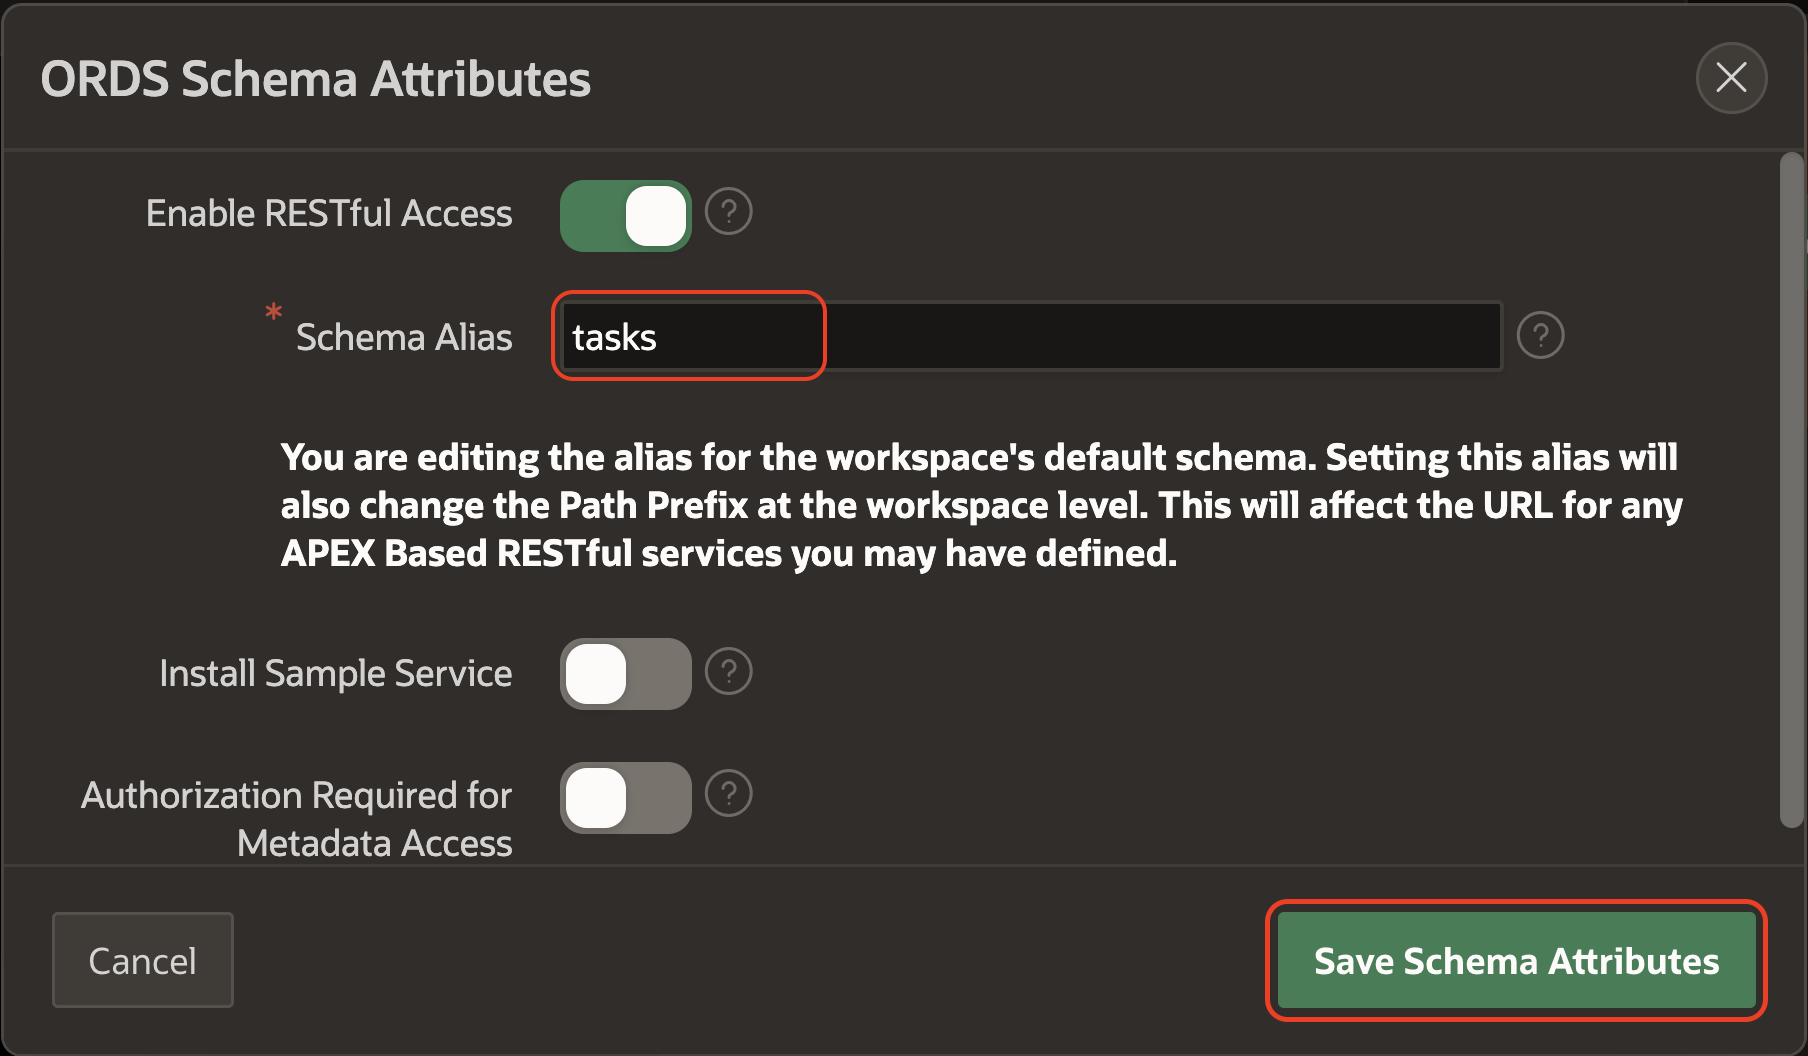 ORDS Schema Attributes
Enable RESTful Access
?
* Schema Alias
tasks
?
You are editing the alias for the workspace's default schema. Setting this alias will
also change the Path Prefix at the workspace level. This will affect the URL for any
APEX Based RESTful services you may have defined.
Install Sample Service
?
Authorization Required for
Metadata Access
?
Cancel
Save Schema Attributes